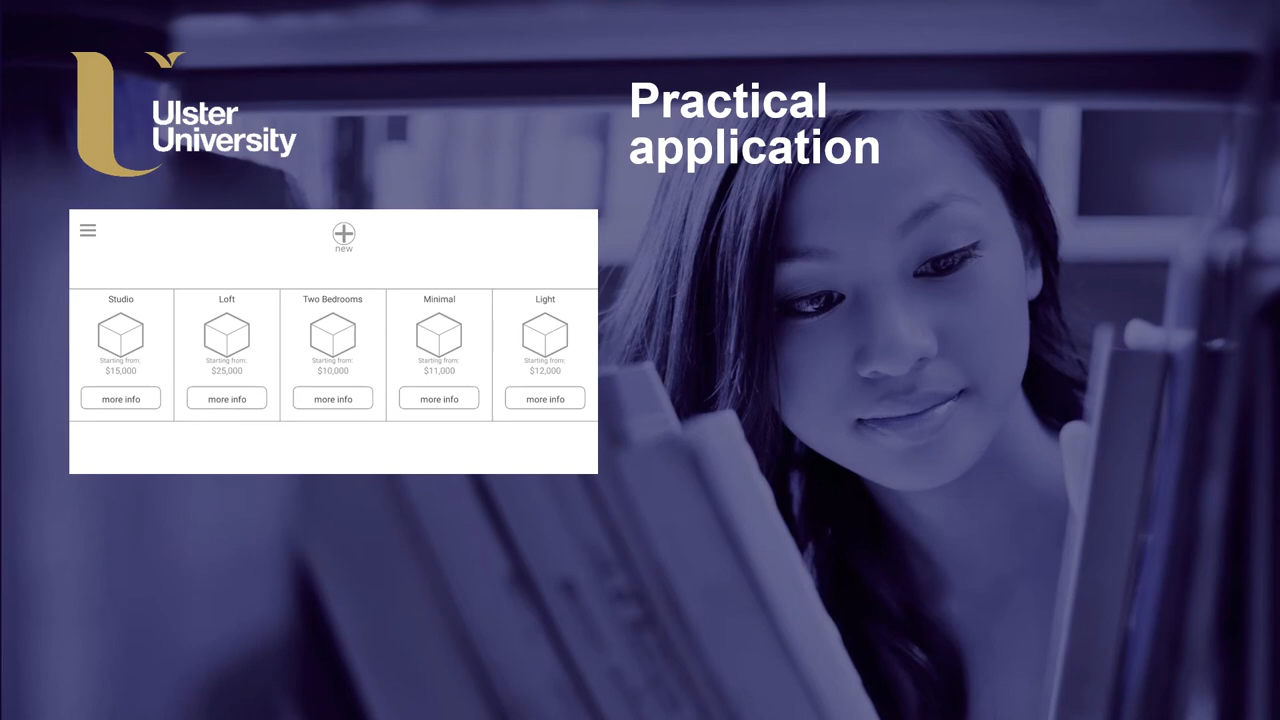 Ulster
University
Practical
application
new
Studio
Loft
Two Bedrooms
Minimal
Light
Starting from:
Starting from:
Starting from:
Starting from:
Starting from:
$15,000
$25,000
$10,000
$11,000
$12,000
more info
more info
more info
more info
more info